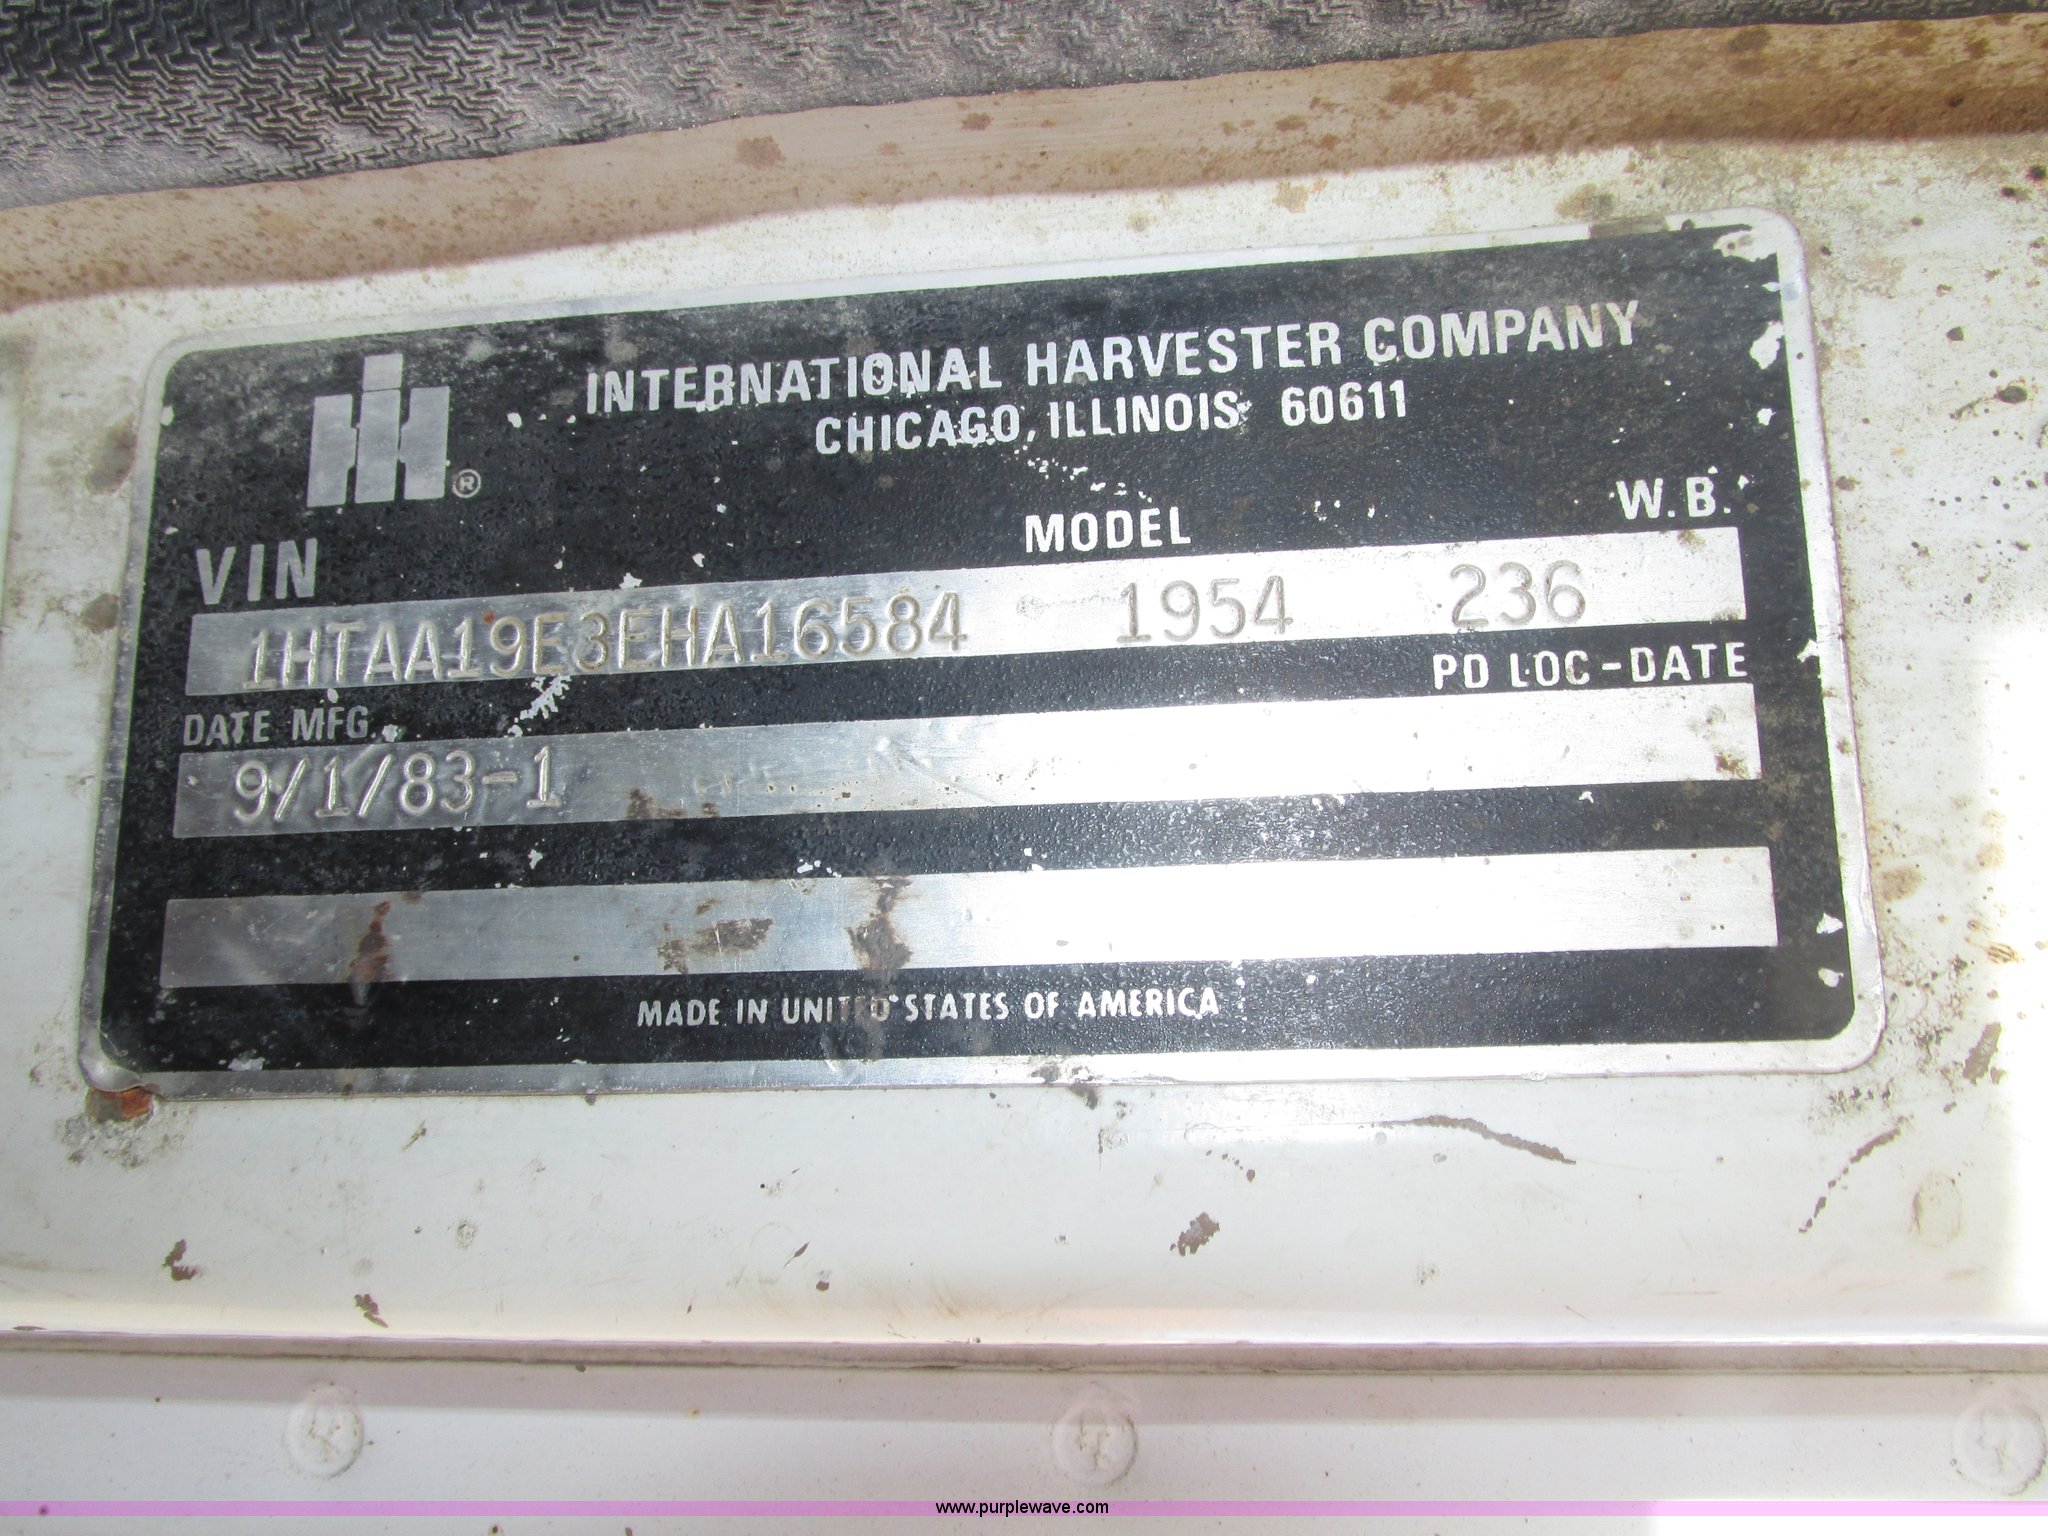 INTERNATIONAL HARVESTER COMPANY
CHICAGO, ILLINOIS 60611
IH®
VIN MODEL W.B.
1HTAA19E3EHA16584 1954 236
DATE MFG. PD LOC-DATE
9/1/83-1
MADE IN UNITED STATES OF AMERICA
www.purplewave.com